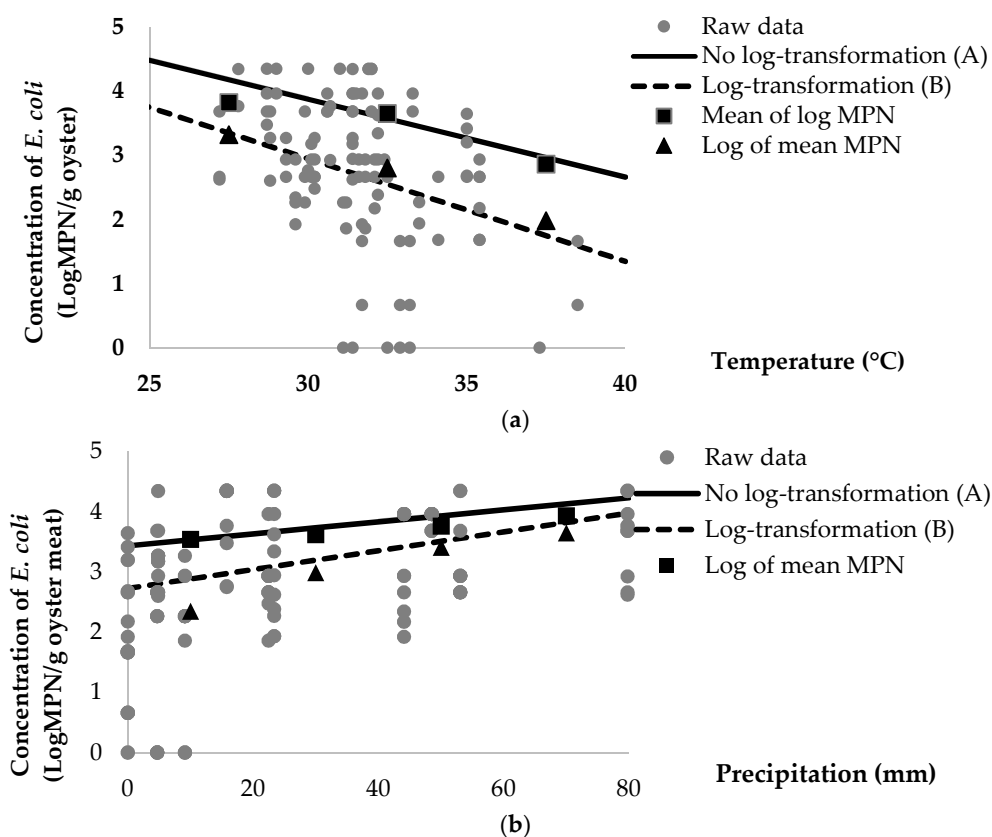 Concentration of E. coli
(LogMPN/g oyster)
5
4
3
2
1
0
25
30
35
40
Temperature (°C)
Raw data
No log-transformation (A)
Log-transformation (B)
Mean of log MPN
Log of mean MPN
(a)
Concentration of E. coli
(LogMPN/g oyster meat)
5
4
3
2
1
0
0
20
40
60
80
Precipitation (mm)
Raw data
No log-transformation (A)
Log-transformation (B)
Log of mean MPN
(b)